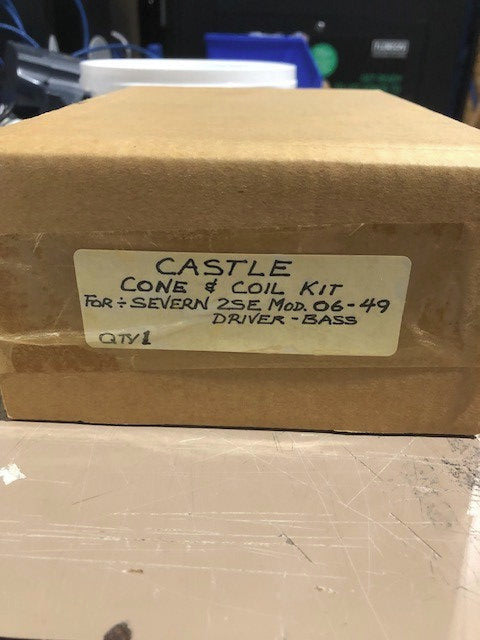 CASTLE
CONE & COIL KIT
FOR ÷ SEVERN 2SE MOD. 06-49
DRIVER - BASS
QTY 1